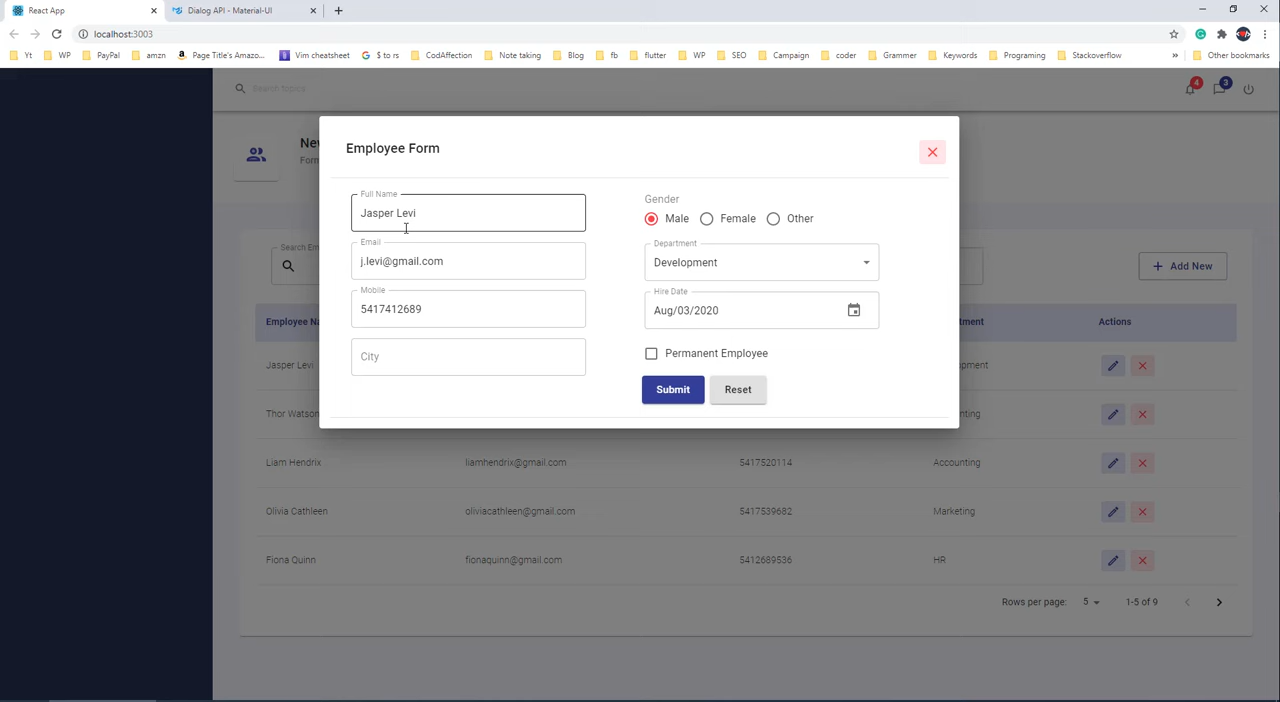 React App
Dialog API - Material-UI
localhost:3003
Yt
WP
PayPal
amzn
Page Title's Amazo...
Vim cheatsheet
$ to rs
CodAffection
Note taking
Blog
fb
flutter
WP
SEO
Campaign
coder
Grammer
Keywords
Programing
Stackoverflow
»
Other bookmarks
Search topics
4
3
Employee Form
Full Name
Jasper Levi
Email
j.levi@gmail.com
Mobile
5417412689
City
Gender
Male
Female
Other
Department
Development
Hire Date
Aug/03/2020
Permanent Employee
Submit
Reset
+ Add New
Actions
Jasper Levi
Liam Hendrix
liamhendrix@gmail.com
5417520114
Accounting
Olivia Cathleen
oliviacathleen@gmail.com
5417539682
Marketing
Fiona Quinn
fionaquinn@gmail.com
5412689536
HR
Rows per page:
5
1-5 of 9